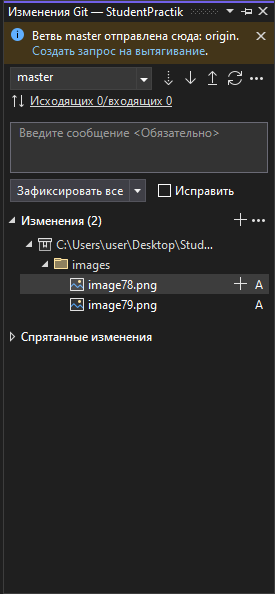 Изменения Git — StudentPractik
Ветвь master отправлена сюда: origin.
Создать запрос на вытягивание.
master
Исходящих 0/входящих 0
Введите сообщение <Обязательно>
Зафиксировать все
Исправить
Изменения (2)
C:\Users\user\Desktop\Stud...
images
image78.png A
image79.png A
Спрятанные изменения